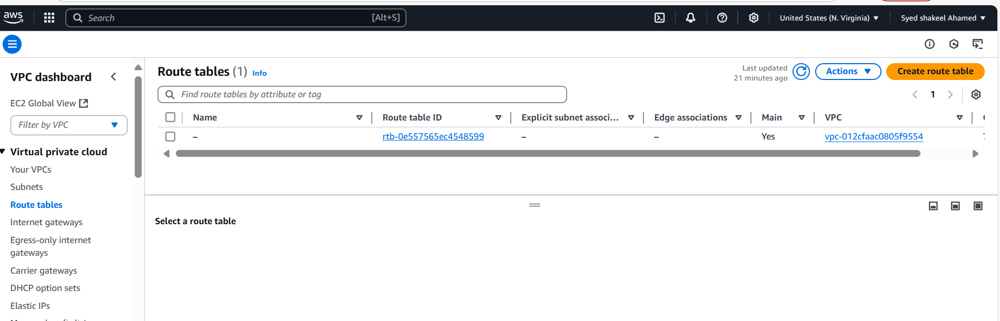 aws
Search [Alt+S]
United States (N. Virginia)
Syed shakeel Ahamed
VPC dashboard
EC2 Global View
Filter by VPC
Virtual private cloud
Your VPCs
Subnets
Route tables
Internet gateways
Egress-only internet
gateways
Carrier gateways
DHCP option sets
Elastic IPs
Route tables (1) Info
Last updated
21 minutes ago
Actions
Create route table
Find route tables by attribute or tag
1
Name Route table ID Explicit subnet associ... Edge associations Main VPC
– rtb-0e557565ec4548599 – – Yes vpc-012cfaac0805f9554
Select a route table